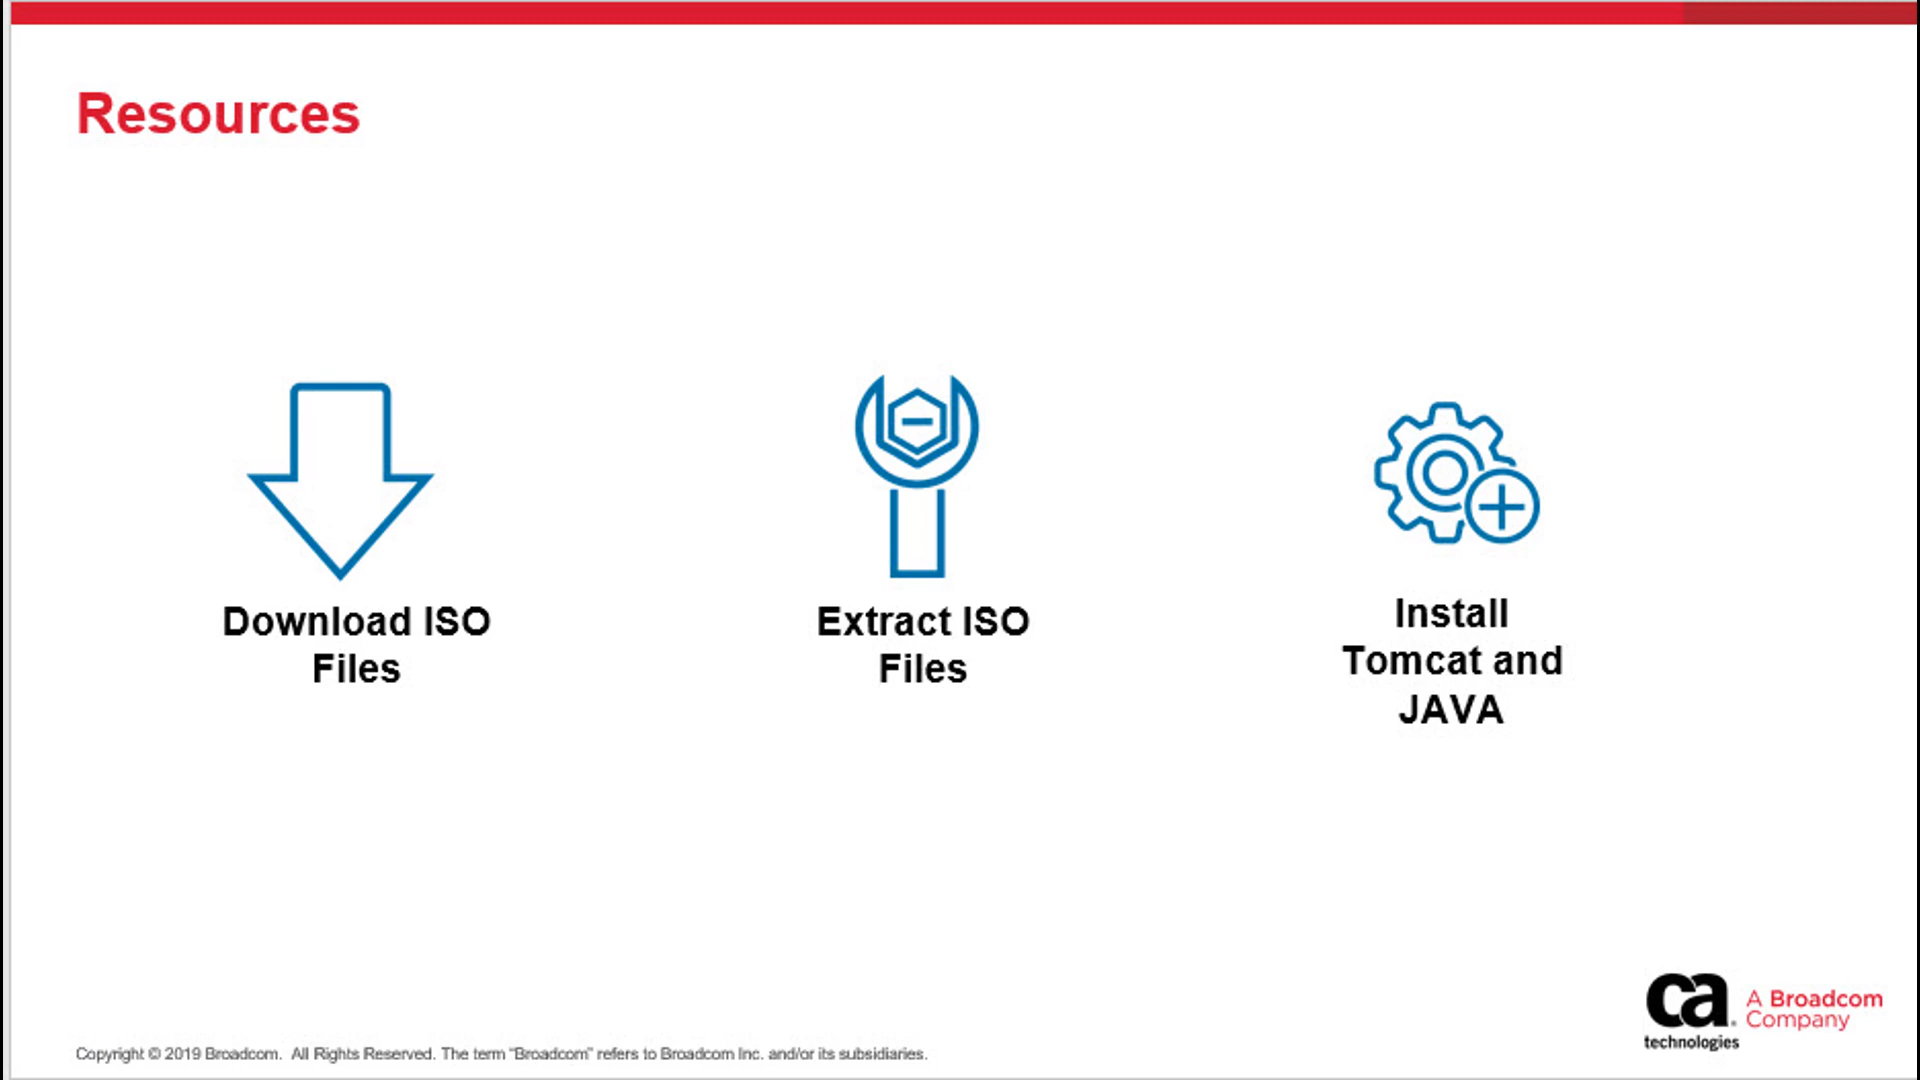 Resources
Download ISO
Files
Extract ISO
Files
Install
Tomcat and
JAVA
ca
technologies
A Broadcom
Company
Copyright © 2019 Broadcom. All Rights Reserved. The term “Broadcom” refers to Broadcom Inc. and/or its subsidiaries.